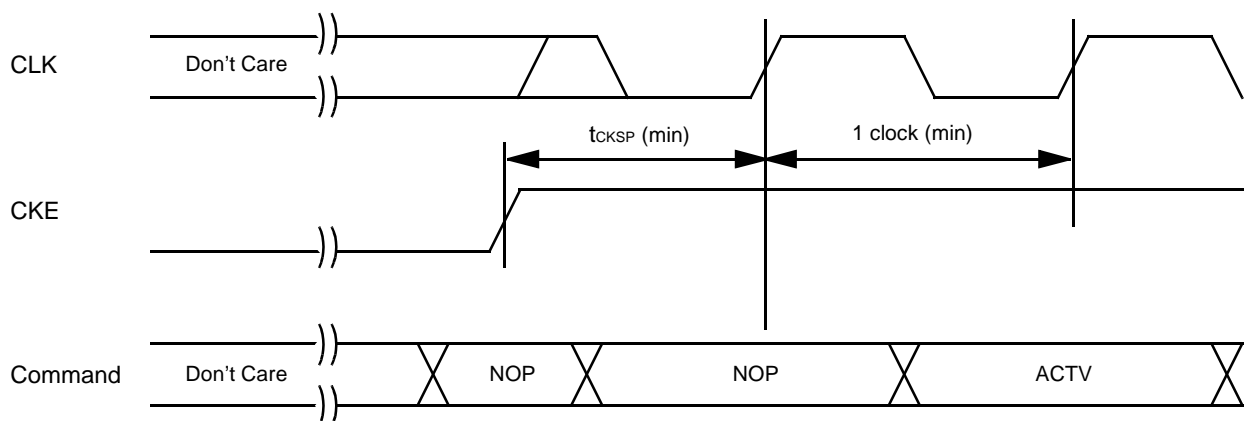 CLK Don't Care
tCKSP (min) 1 clock (min)
CKE
Command Don't Care NOP NOP ACTV